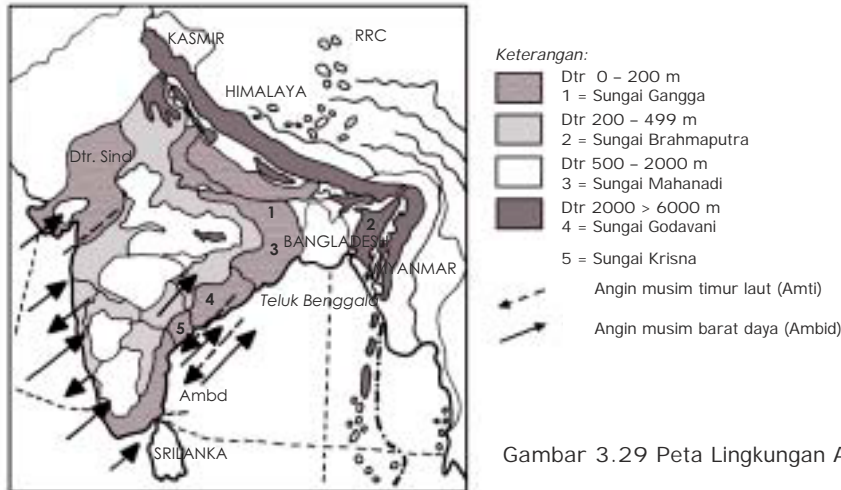 KASMIR
RRC
HIMALAYA
Dtr. Sind
1
2
3
BANGLADESH
MYANMAR
4
Teluk Benggala
5
Ambd
SRILANKA
Keterangan:
Dtr 0 – 200 m
1 = Sungai Gangga
Dtr 200 – 499 m
2 = Sungai Brahmaputra
Dtr 500 – 2000 m
3 = Sungai Mahanadi
Dtr 2000 > 6000 m
4 = Sungai Godavani
5 = Sungai Krisna
Angin musim timur laut (Amti)
Angin musim barat daya (Ambid)
Gambar 3.29 Peta Lingkungan A